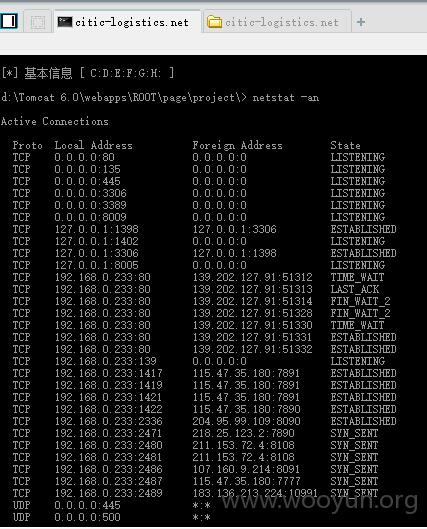 citic-logistics.net citic-logistics.net
[*] 基本信息 [ C:D:E:F:G:H: ]
d:\Tomcat 6.0\webapps\ROOT\page\project\> netstat -an
Active Connections
Proto Local Address Foreign Address State
TCP 0.0.0.0:80 0.0.0.0:0 LISTENING
TCP 0.0.0.0:135 0.0.0.0:0 LISTENING
TCP 0.0.0.0:445 0.0.0.0:0 LISTENING
TCP 0.0.0.0:3306 0.0.0.0:0 LISTENING
TCP 0.0.0.0:3389 0.0.0.0:0 LISTENING
TCP 0.0.0.0:8009 0.0.0.0:0 LISTENING
TCP 127.0.0.1:1398 127.0.0.1:3306 ESTABLISHED
TCP 127.0.0.1:1402 0.0.0.0:0 LISTENING
TCP 127.0.0.1:3306 127.0.0.1:1398 ESTABLISHED
TCP 127.0.0.1:8005 0.0.0.0:0 LISTENING
TCP 192.168.0.233:80 139.202.127.91:51312 TIME_WAIT
TCP 192.168.0.233:80 139.202.127.91:51313 LAST_ACK
TCP 192.168.0.233:80 139.202.127.91:51314 FIN_WAIT_2
TCP 192.168.0.233:80 139.202.127.91:51328 FIN_WAIT_2
TCP 192.168.0.233:80 139.202.127.91:51330 TIME_WAIT
TCP 192.168.0.233:80 139.202.127.91:51331 ESTABLISHED
TCP 192.168.0.233:80 139.202.127.91:51332 ESTABLISHED
TCP 192.168.0.233:139 0.0.0.0:0 LISTENING
TCP 192.168.0.233:1417 115.47.35.180:7891 ESTABLISHED
TCP 192.168.0.233:1419 115.47.35.180:7891 ESTABLISHED
TCP 192.168.0.233:1421 115.47.35.180:7891 ESTABLISHED
TCP 192.168.0.233:1422 115.47.35.180:7890 ESTABLISHED
TCP 192.168.0.233:2336 204.95.99.109:8090 ESTABLISHED
TCP 192.168.0.233:2471 218.25.123.2:7890 SYN_SENT
TCP 192.168.0.233:2480 211.153.72.4:8108 SYN_SENT
TCP 192.168.0.233:2481 211.153.72.4:8108 SYN_SENT
TCP 192.168.0.233:2486 107.160.9.214:8091 SYN_SENT
TCP 192.168.0.233:2487 115.47.35.180:8777 SYN_SENT
TCP 192.168.0.233:2489 183.136.213.224:10991 SYN_SENT
UDP 0.0.0.0:445 *:*
UDP 0.0.0.0:500 *:*
www.wooyun.org